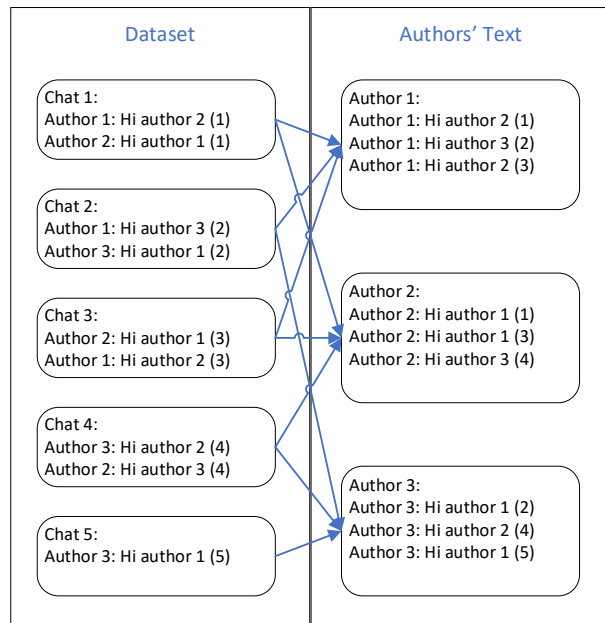 Dataset
Chat 1:
Author 1: Hi author 2 (1)
Author 2: Hi author 1 (1)
Chat 2:
Author 1: Hi author 3 (2)
Author 3: Hi author 1 (2)
Chat 3:
Author 2: Hi author 1 (3)
Author 1: Hi author 2 (3)
Chat 4:
Author 3: Hi author 2 (4)
Author 2: Hi author 3 (4)
Chat 5:
Author 3: Hi author 1 (5)
Authors’ Text
Author 1:
Author 1: Hi author 2 (1)
Author 1: Hi author 3 (2)
Author 1: Hi author 2 (3)
Author 2:
Author 2: Hi author 1 (1)
Author 2: Hi author 1 (3)
Author 2: Hi author 3 (4)
Author 3:
Author 3: Hi author 1 (2)
Author 3: Hi author 2 (4)
Author 3: Hi author 1 (5)